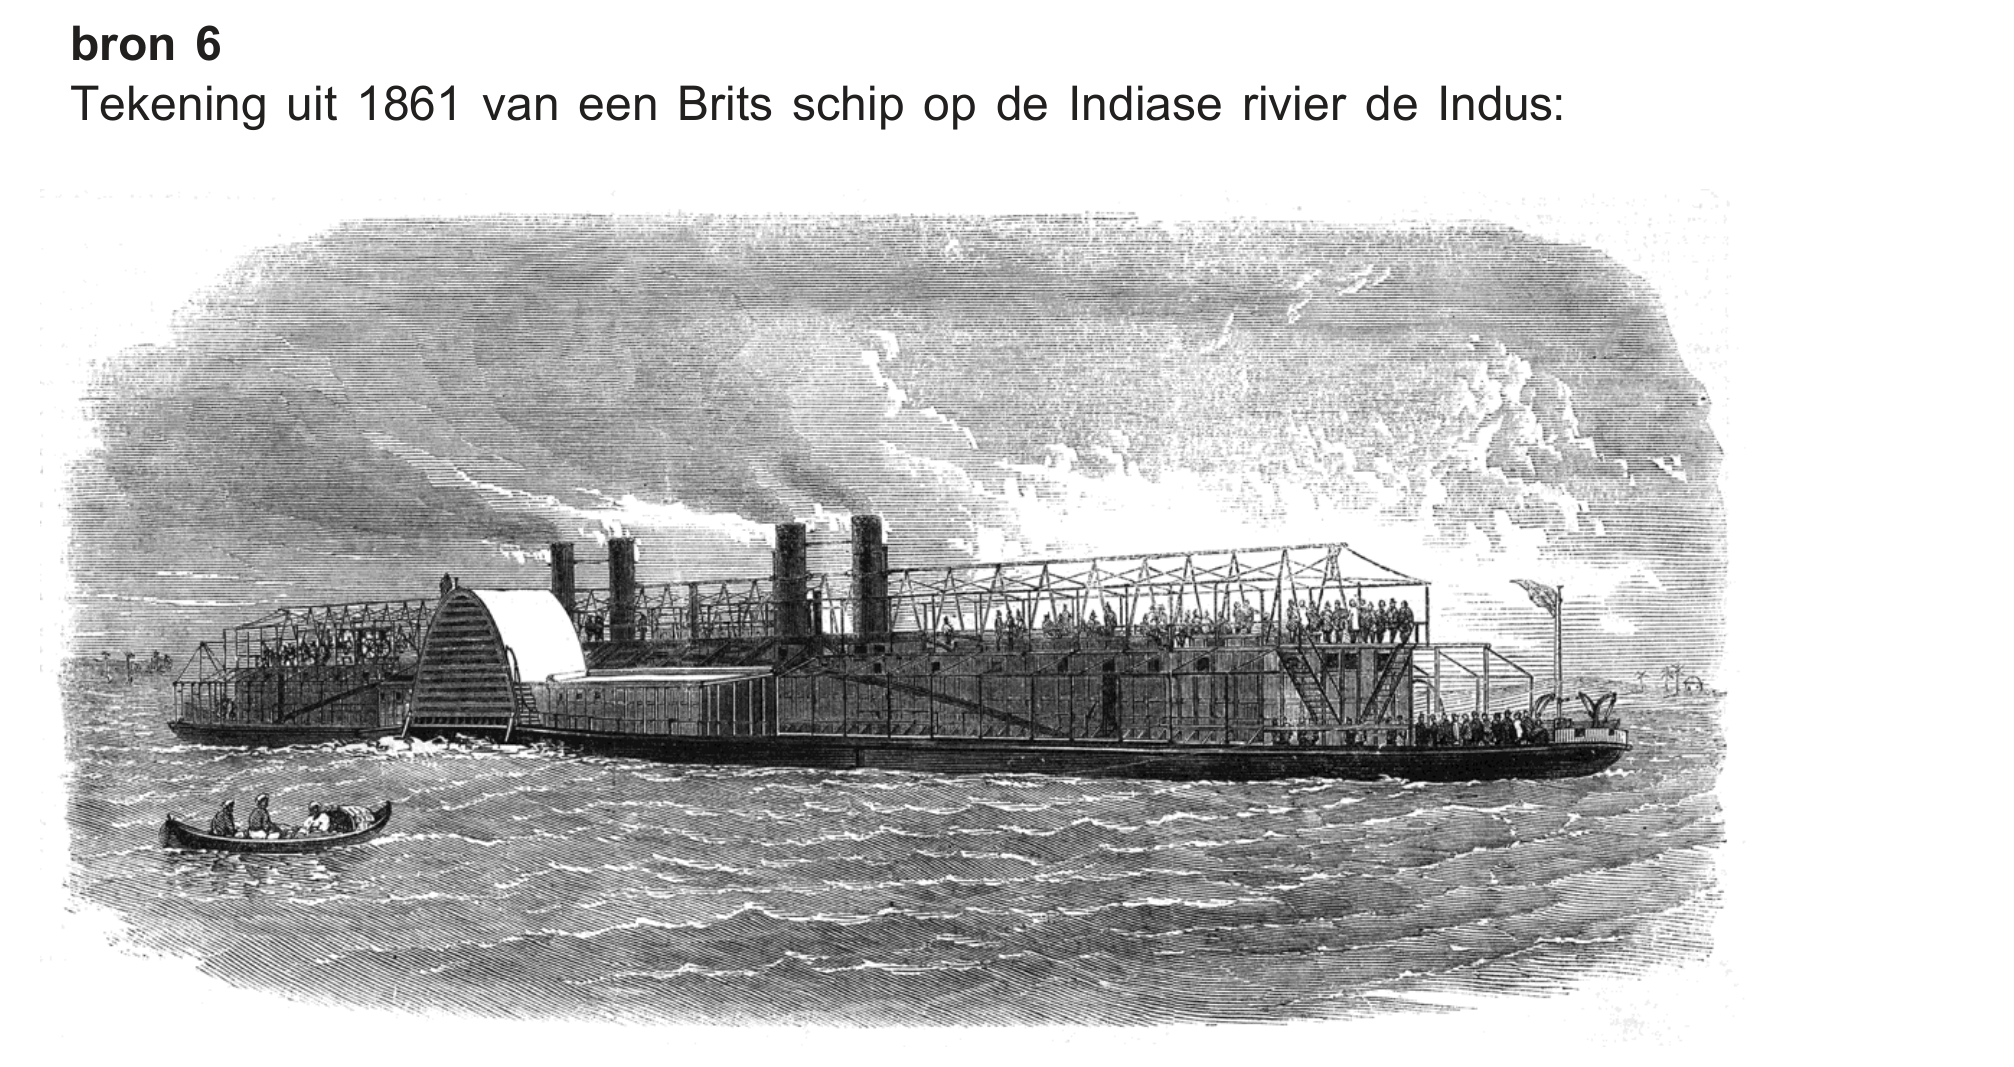 bron 6
Tekening uit 1861 van een Brits schip op de Indiase rivier de Indus: